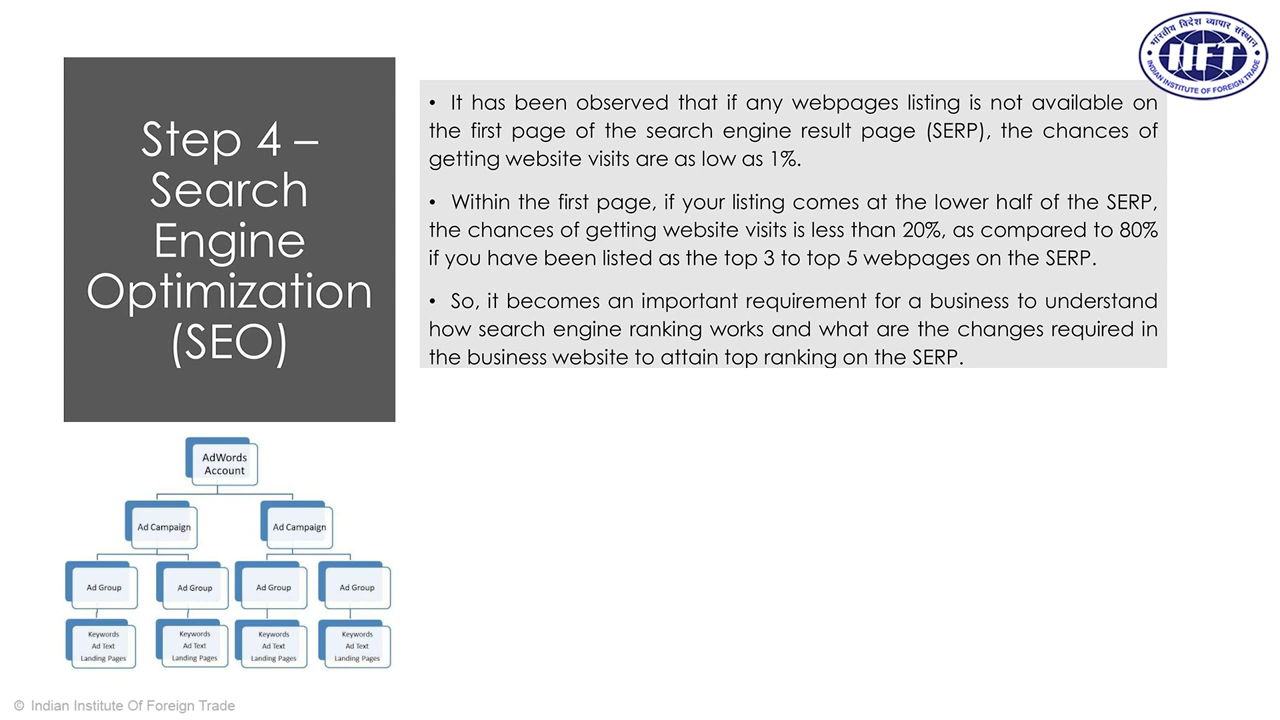 Step 4 –
Search
Engine
Optimization
(SEO)
• It has been observed that if any webpages listing is not available on
the first page of the search engine result page (SERP), the chances of
getting website visits are as low as 1%.
• Within the first page, if your listing comes at the lower half of the SERP,
the chances of getting website visits is less than 20%, as compared to 80%
if you have been listed as the top 3 to top 5 webpages on the SERP.
• So, it becomes an important requirement for a business to understand
how search engine ranking works and what are the changes required in
the business website to attain top ranking on the SERP.
भारतीय विदेश व्यापार संस्थान
IIFT
INDIAN INSTITUTE OF FOREIGN TRADE
AdWords
Account
Ad Campaign
Ad Campaign
Ad Group
Ad Group
Ad Group
Ad Group
Keywords
Ad Text
Landing Pages
Keywords
Ad Text
Landing Pages
Keywords
Ad Text
Landing Pages
Keywords
Ad Text
Landing Pages
© Indian Institute Of Foreign Trade